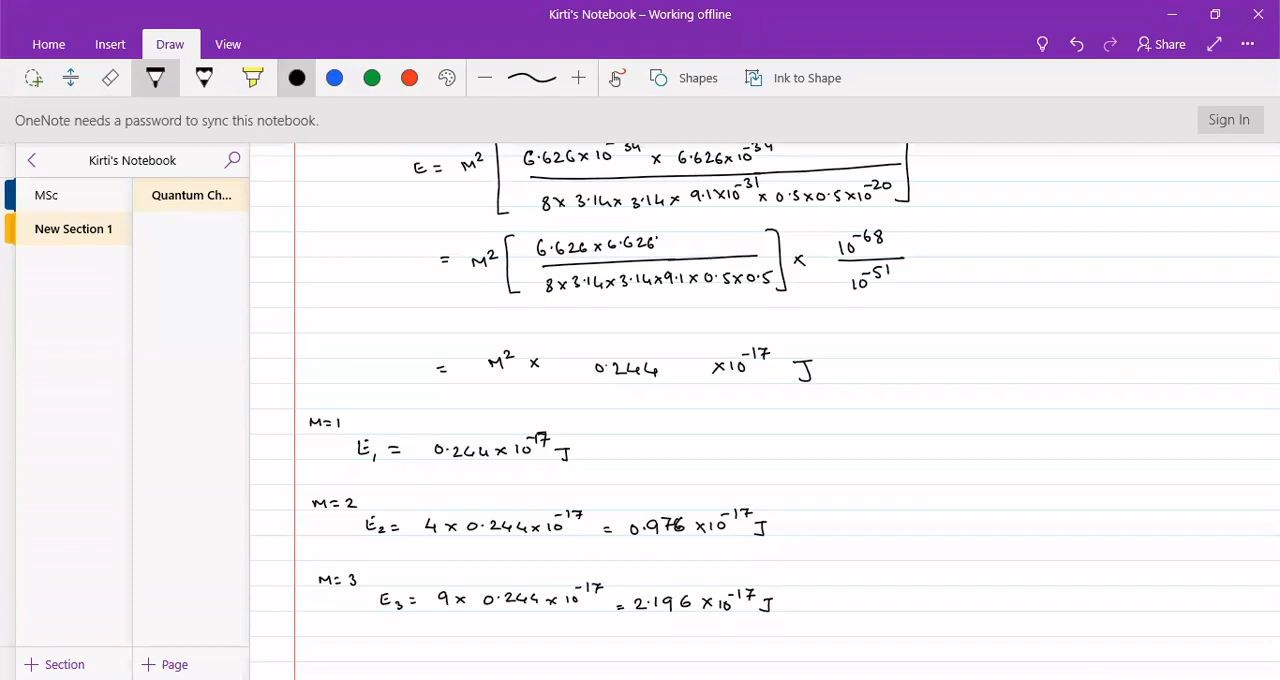 Kirti's Notebook – Working offline
Home Insert Draw View
Share
Shapes Ink to Shape
OneNote needs a password to sync this notebook.
Sign In
Kirti's Notebook
MSc
New Section 1
Quantum Ch...
E = M² [ 6.626×10⁻³⁴ × 6.626×10⁻³⁴
8×3.14×3.14×9.1×10⁻³¹×0.5×0.5×10⁻²⁰ ]
= M² [ 6.626×6.626 / 8×3.14×3.14×9.1×0.5×0.5 ] × 10⁻⁶⁸ / 10⁻⁵¹
= M² × 0.244 ×10⁻¹⁷ J
M=1
E₁ = 0.244×10⁻¹⁷ J
M=2
E₂ = 4×0.244×10⁻¹⁷ = 0.976×10⁻¹⁷ J
M=3
E₃ = 9× 0.244×10⁻¹⁷ = 2.196×10⁻¹⁷ J
+ Section
+ Page